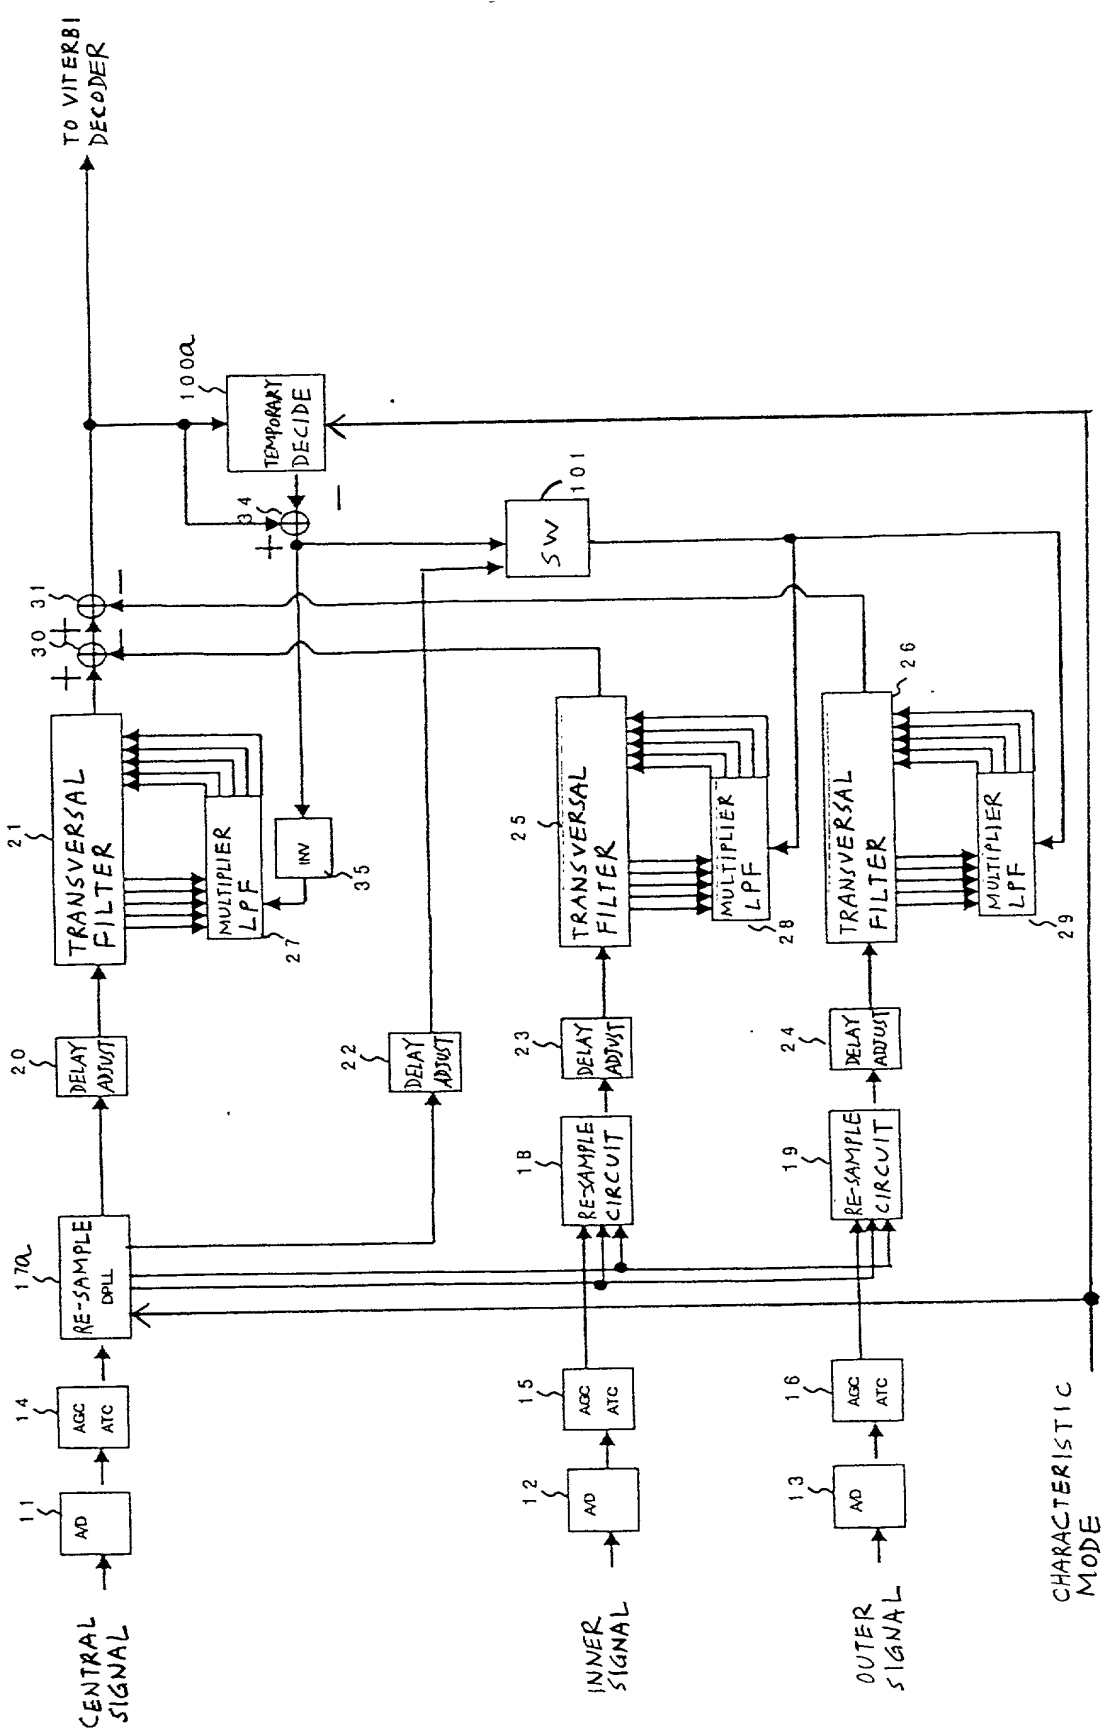 CENTRAL
SIGNAL
11
A/D
14
AGC
ATC
17a
RE-SAMPLE
DPLL
20
DELAY
ADJUST
21
TRANSVERSAL
FILTER
MULTIPLIER
LPF
27
INV
35
+
30
-
+
31
-
TO VITERBI
DECODER
100a
TEMPORARY
DECIDE
34
+
-
22
DELAY
ADJUST
101
SW
INNER
SIGNAL
12
A/D
15
AGC
ATC
18
RE-SAMPLE
CIRCUIT
23
DELAY
ADJUST
25
TRANSVERSAL
FILTER
MULTIPLIER
LPF
28
OUTER
SIGNAL
13
A/D
16
AGC
ATC
19
RE-SAMPLE
CIRCUIT
24
DELAY
ADJUST
26
TRANSVERSAL
FILTER
MULTIPLIER
LPF
29
CHARACTERISTIC
MODE